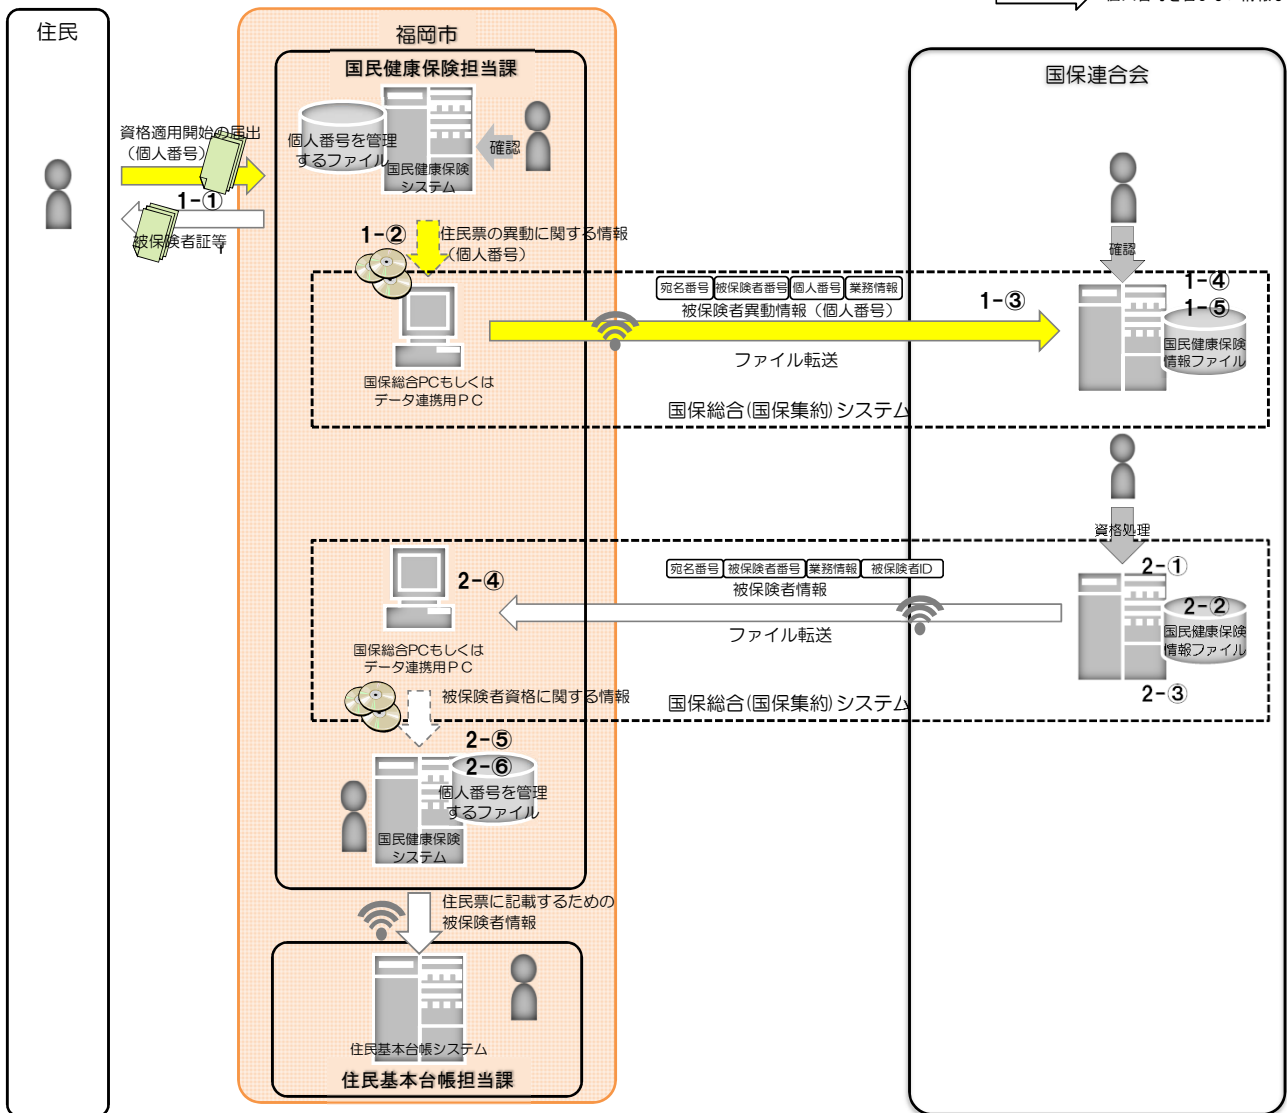 住民
福岡市
国民健康保険担当課
国保連合会
資格適用開始の届出
(個人番号)
1-①
被保険者証等
個人番号を管理
するファイル
国民健康保険
システム
確認
1-②
住民票の異動に関する情報
(個人番号)
宛名番号 被保険者番号 個人番号 業務情報
被保険者異動情報(個人番号)
1-③
ファイル転送
国保総合PCもしくは
データ連携用PC
国保総合(国保集約)システム
確認
1-④
1-⑤
国民健康保険
情報ファイル
資格処理
2-①
2-②
国民健康保険
情報ファイル
2-③
宛名番号 被保険者番号 業務情報 被保険者ID
被保険者情報
ファイル転送
2-④
国保総合PCもしくは
データ連携用PC
被保険者資格に関する情報
国保総合(国保集約)システム
2-⑤
2-⑥
個人番号を管理
するファイル
国民健康保険
システム
住民票に記載するための
被保険者情報
住民基本台帳システム
住民基本台帳担当課